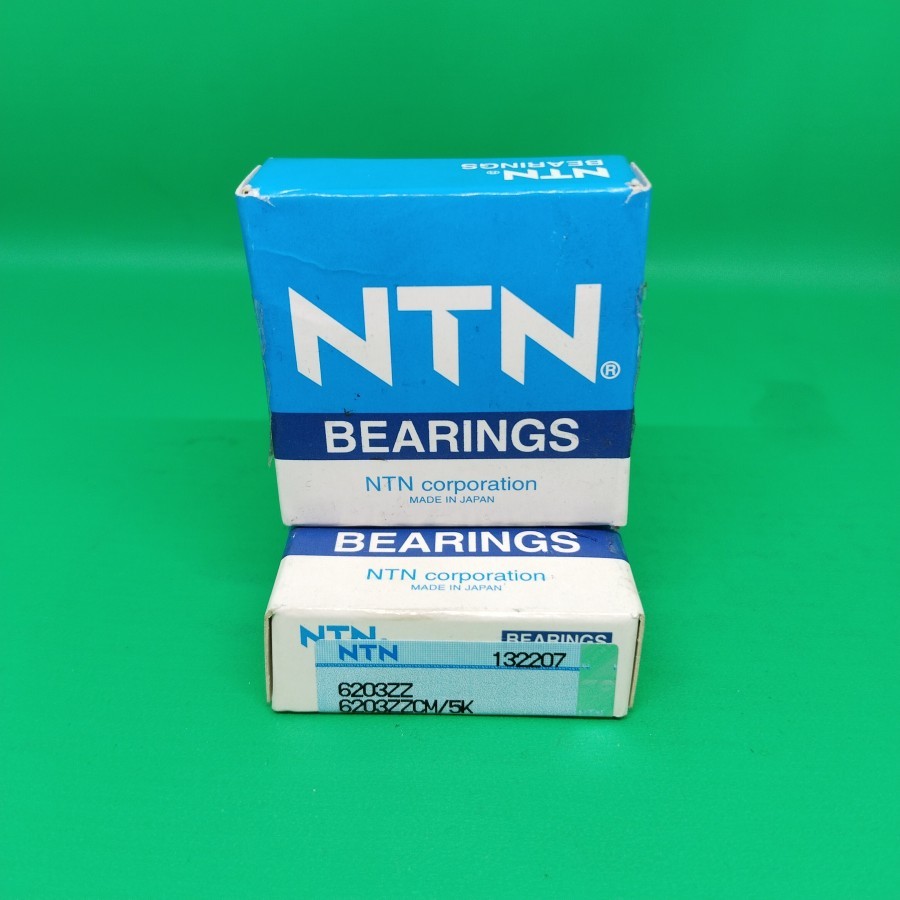 NTN®
BEARINGS
NTN®
BEARINGS
NTN corporation
MADE IN JAPAN
BEARINGS
NTN corporation
MADE IN JAPAN
NTN
BEARINGS
NTN
132207
6203ZZ
6203ZZCM/5K